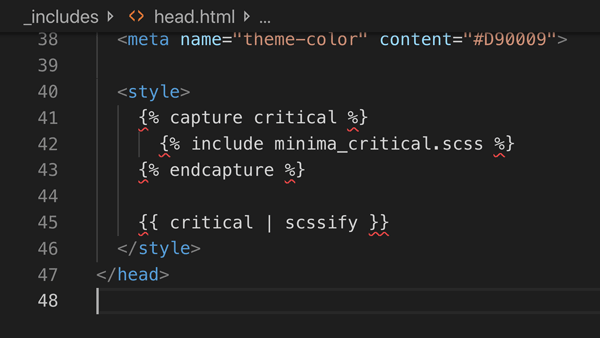 _includes > <> head.html > ...
38 <meta name="theme-color" content="#D90009">
39
40 <style>
41 {% capture critical %}
42 {% include minima_critical.scss %}
43 {% endcapture %}
44
45 {{ critical | scssify }}
46 </style>
47 </head>
48